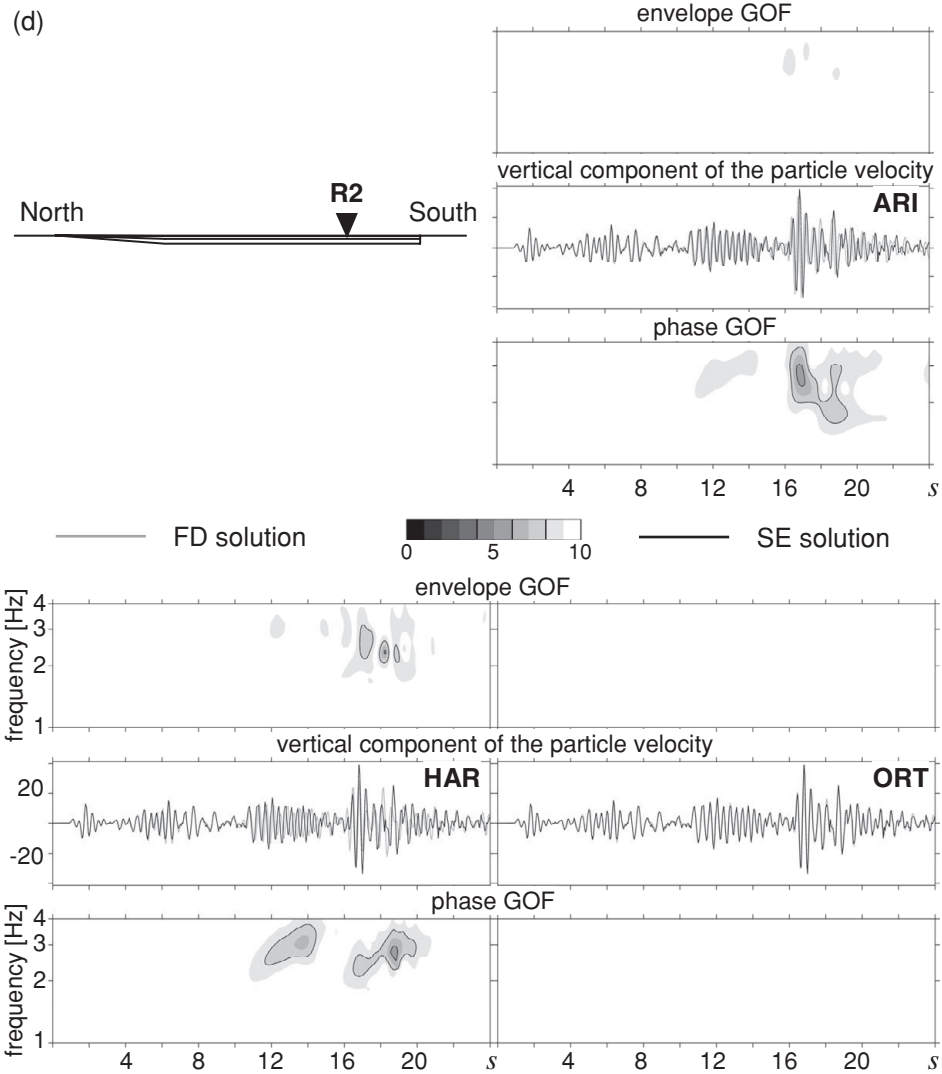 (d)
envelope GOF
vertical component of the particle velocity
R2
North
South
ARI
phase GOF
4 8 12 16 20 s
FD solution
0 5 10
SE solution
envelope GOF
frequency [Hz]
4
3
2
1
vertical component of the particle velocity
HAR
ORT
20
-20
phase GOF
frequency [Hz]
4
3
2
1
4 8 12 16 20 s 4 8 12 16 20 s